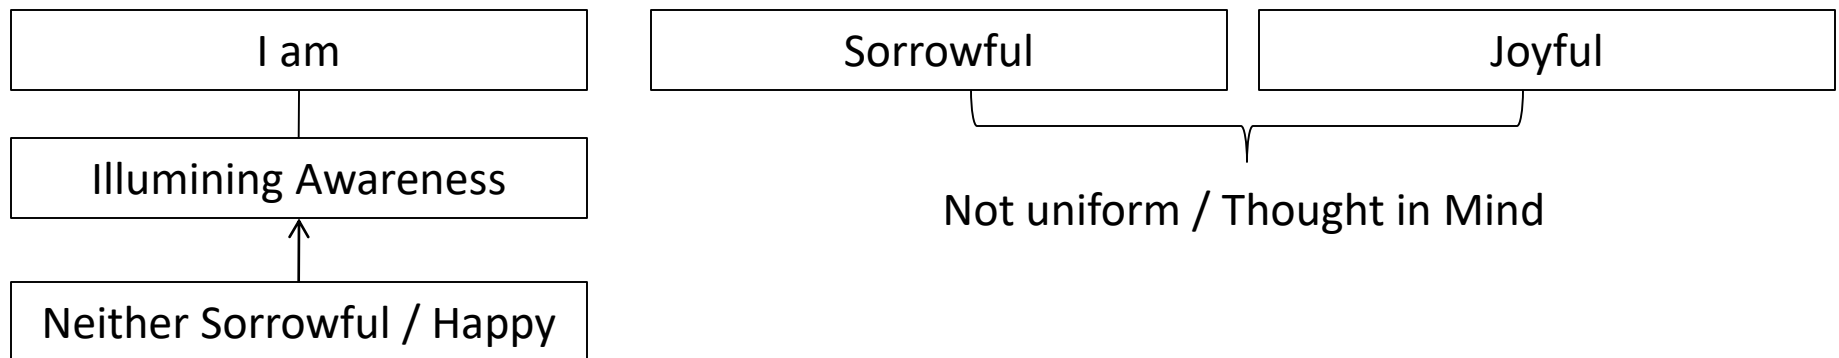 I am
Sorrowful
Joyful
Illumining Awareness
Not uniform / Thought in Mind
Neither Sorrowful / Happy